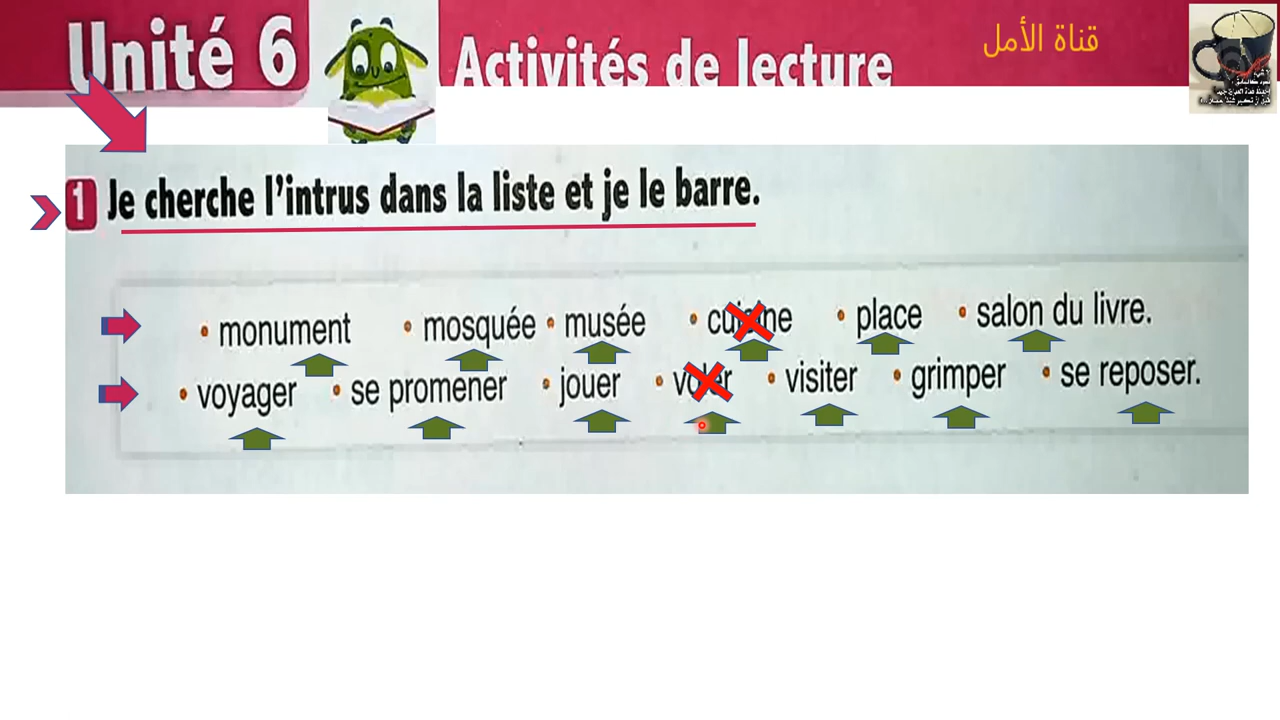 Unité 6
Activités de lecture
قناة الأمل
1 Je cherche l'intrus dans la liste et je le barre.
• monument • mosquée • musée • cuisine • place • salon du livre.
• voyager • se promener • jouer • voler • visiter • grimper • se reposer.